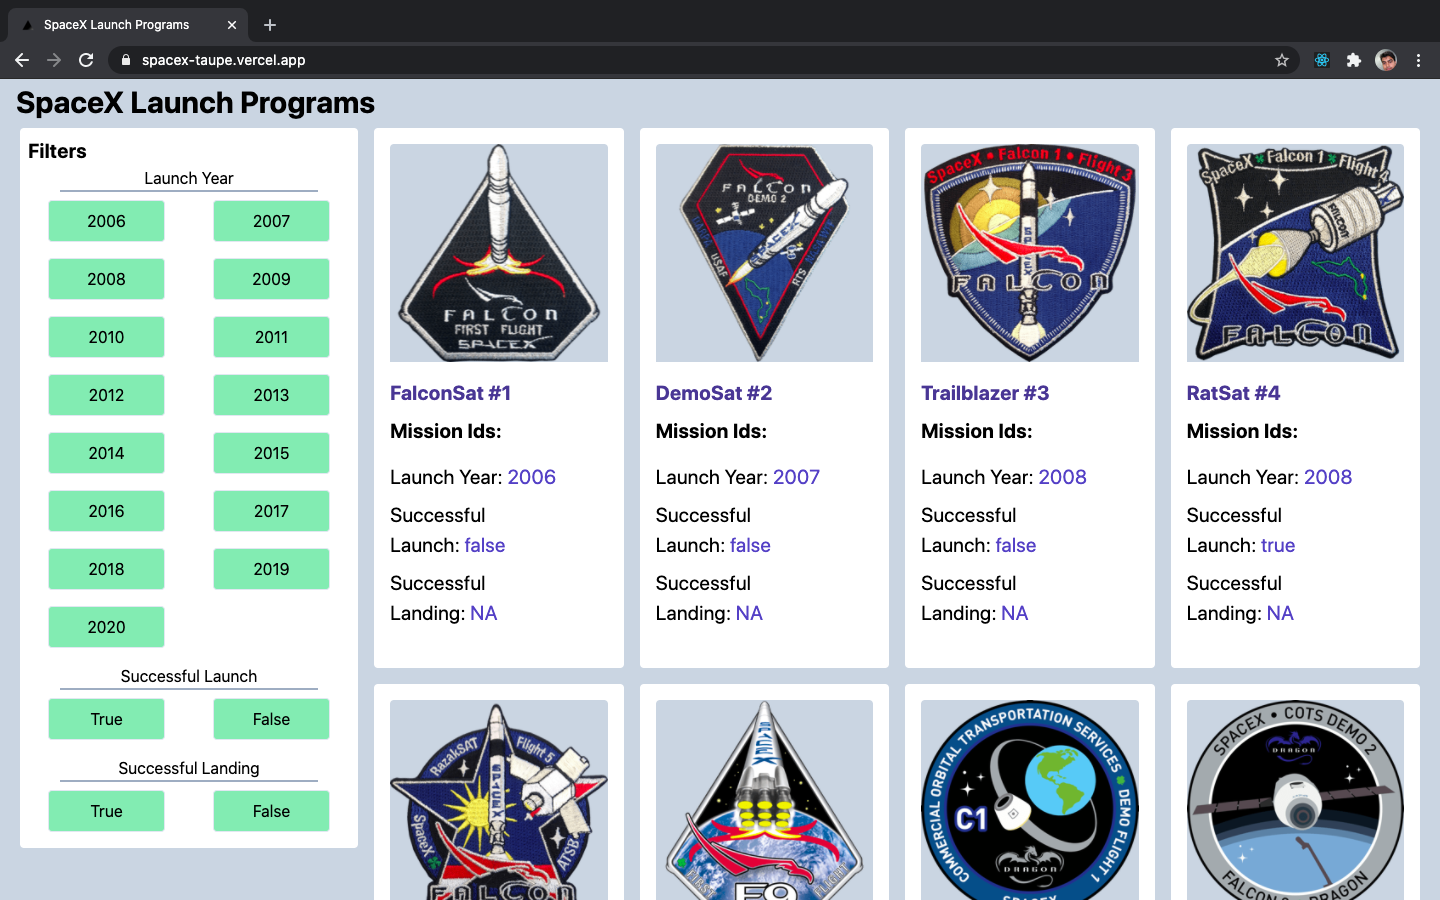 SpaceX Launch Programs
spacex-taupe.vercel.app
SpaceX Launch Programs
Filters
Launch Year
2006
2007
2008
2009
2010
2011
2012
2013
2014
2015
2016
2017
2018
2019
2020
Successful Launch
True
False
Successful Landing
True
False
FALCON
FIRST FLIGHT
SPACEX
FalconSat #1
Mission Ids:
Launch Year: 2006
Successful
Launch: false
Successful
Landing: NA
FALCON
DEMO 2
SPACEX
USAF
RTS
DemoSat #2
Mission Ids:
Launch Year: 2007
Successful
Launch: false
Successful
Landing: NA
SpaceX • Falcon 1 • Flight 3
SPACEX
FALCON
Trailblazer #3
Mission Ids:
Launch Year: 2008
Successful
Launch: false
Successful
Landing: NA
SpaceX Falcon 1 Flight 4
FALCON
FALCON
RatSat #4
Mission Ids:
Launch Year: 2008
Successful
Launch: true
Successful
Landing: NA
RazakSAT
Flight 5
SPACEX
SpaceX
ATSB
FALCON
SPACEX
FIRST
FLIGHT
F9
COMMERCIAL ORBITAL TRANSPORTATION SERVICES
DEMO FLIGHT 1
C1
DRAGON
SPACEX
SPACEX • COTS DEMO 2
DRAGON
FALCON 9 • DRAGON